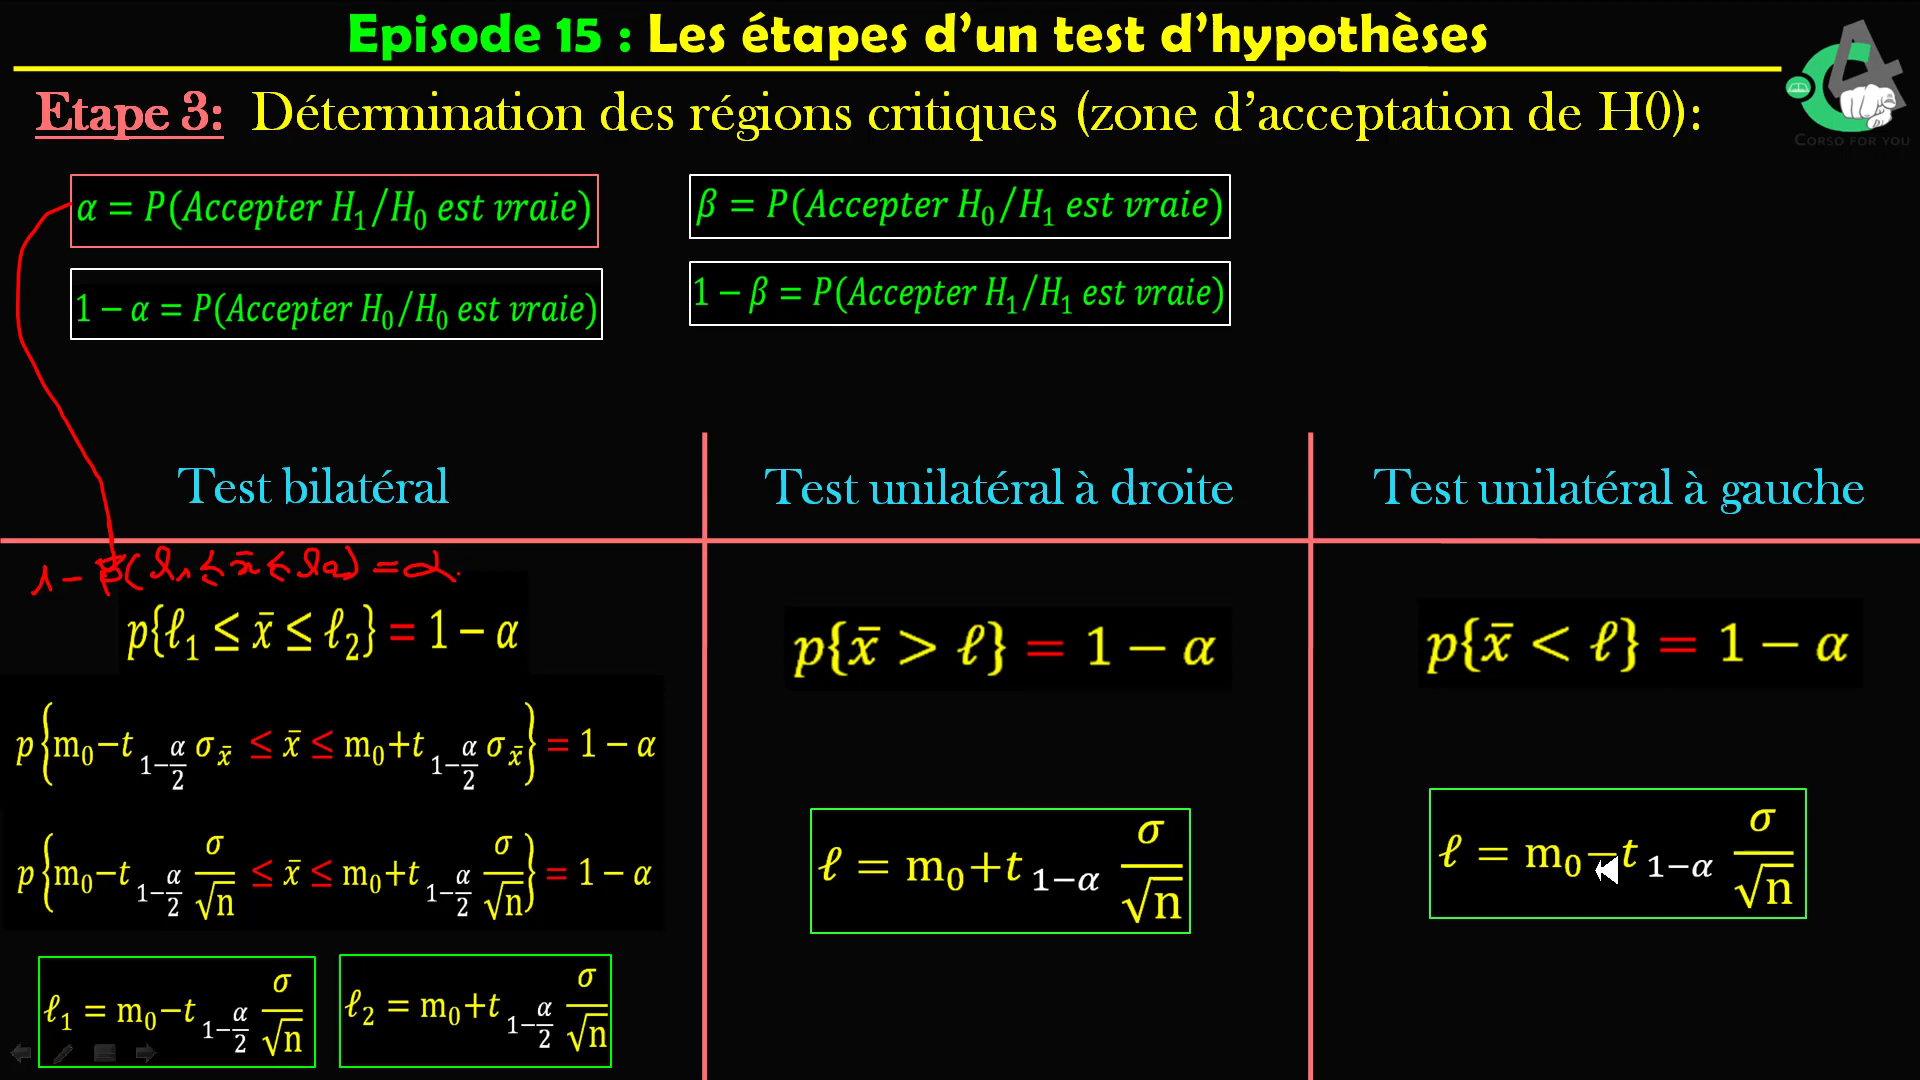 Episode 15 : Les étapes d'un test d'hypothèses
CORSO FOR YOU
Etape 3: Détermination des régions critiques (zone d'acceptation de H0):
α = P(Accepter H₁/H₀ est vraie)
β = P(Accepter H₀/H₁ est vraie)
1 − α = P(Accepter H₀/H₀ est vraie)
1 − β = P(Accepter H₁/H₁ est vraie)
Test bilatéral
1 − P(ℓ₁ ≤ x̄ ≤ ℓ₂) = α.
p{ℓ₁ ≤ x̄ ≤ ℓ₂} = 1 − α
p{m₀−t_{1−α/2} σ_x̄ ≤ x̄ ≤ m₀+t_{1−α/2} σ_x̄} = 1 − α
p{m₀−t_{1−α/2} σ/√n ≤ x̄ ≤ m₀+t_{1−α/2} σ/√n} = 1 − α
ℓ₁ = m₀−t_{1−α/2} σ/√n
ℓ₂ = m₀+t_{1−α/2} σ/√n
Test unilatéral à droite
p{x̄ > ℓ} = 1 − α
ℓ = m₀+t_{1−α} σ/√n
Test unilatéral à gauche
p{x̄ < ℓ} = 1 − α
ℓ = m₀−t_{1−α} σ/√n